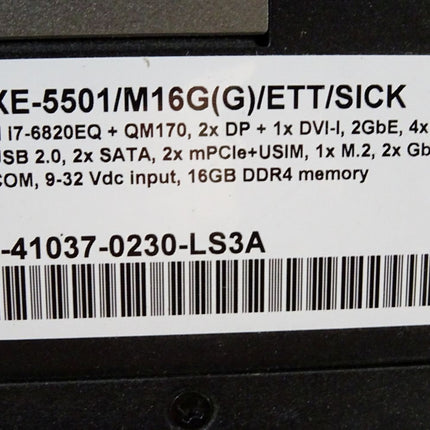 XE-5501/M16G(G)/ETT/SICK
i7-6820EQ + QM170, 2x DP + 1x DVI-I, 2GbE, 4x
USB 2.0, 2x SATA, 2x mPCIe+USIM, 1x M.2, 2x Gb
COM, 9-32 Vdc input, 16GB DDR4 memory
-41037-0230-LS3A